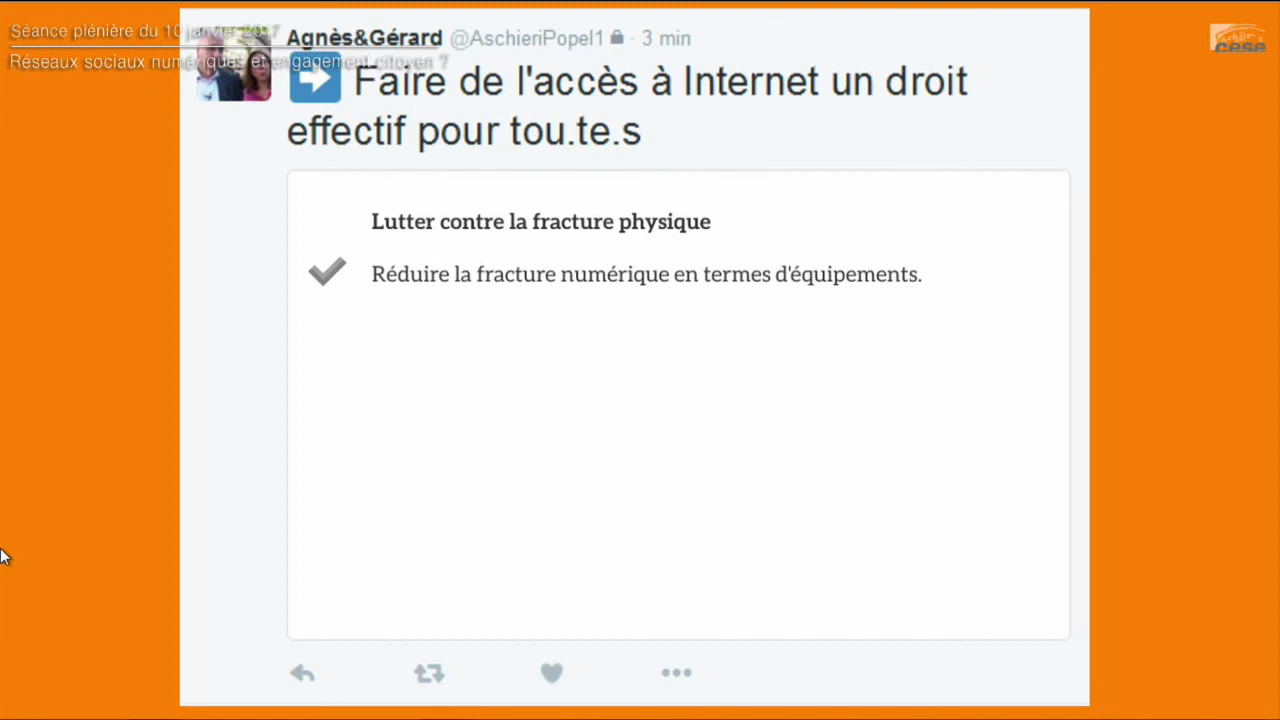 Séance plénière du 10 janvier 2017
Réseaux sociaux numériques et engagement citoyen ?
Agnès&Gérard @AschieriPopel1 · 3 min
Faire de l'accès à Internet un droit
effectif pour tou.te.s
Lutter contre la fracture physique
Réduire la fracture numérique en termes d'équipements.
cese